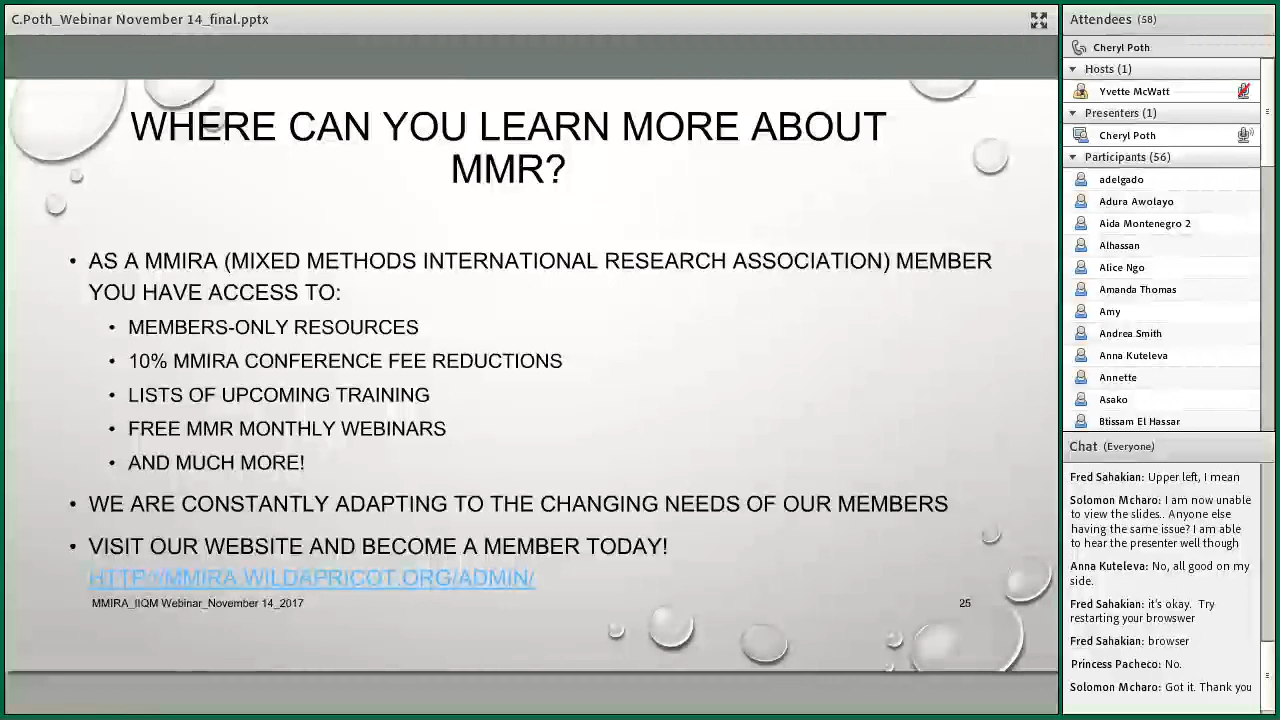 C.Poth_Webinar November 14_final.pptx
WHERE CAN YOU LEARN MORE ABOUT
MMR?
• AS A MMIRA (MIXED METHODS INTERNATIONAL RESEARCH ASSOCIATION) MEMBER
YOU HAVE ACCESS TO:
• MEMBERS-ONLY RESOURCES
• 10% MMIRA CONFERENCE FEE REDUCTIONS
• LISTS OF UPCOMING TRAINING
• FREE MMR MONTHLY WEBINARS
• AND MUCH MORE!
• WE ARE CONSTANTLY ADAPTING TO THE CHANGING NEEDS OF OUR MEMBERS
• VISIT OUR WEBSITE AND BECOME A MEMBER TODAY!
HTTP://MMIRA.WILDAPRICOT.ORG/ADMIN/
MMIRA_IIQM Webinar_November 14_2017
25
Attendees (58)
Cheryl Poth
Hosts (1)
Yvette McWatt
Presenters (1)
Cheryl Poth
Participants (56)
adelgado
Adura Awolayo
Aida Montenegro 2
Alhassan
Alice Ngo
Amanda Thomas
Amy
Andrea Smith
Anna Kuteleva
Annette
Asako
Btissam El Hassar
Chat (Everyone)
Fred Sahakian: Upper left, I mean
Solomon Mcharo: I am now unable
to view the slides.. Anyone else
having the same issue? I am able
to hear the presenter well though
Anna Kuteleva: No, all good on my
side.
Fred Sahakian: it's okay. Try
restarting your browswer
Fred Sahakian: browser
Princess Pacheco: No.
Solomon Mcharo: Got it. Thank you